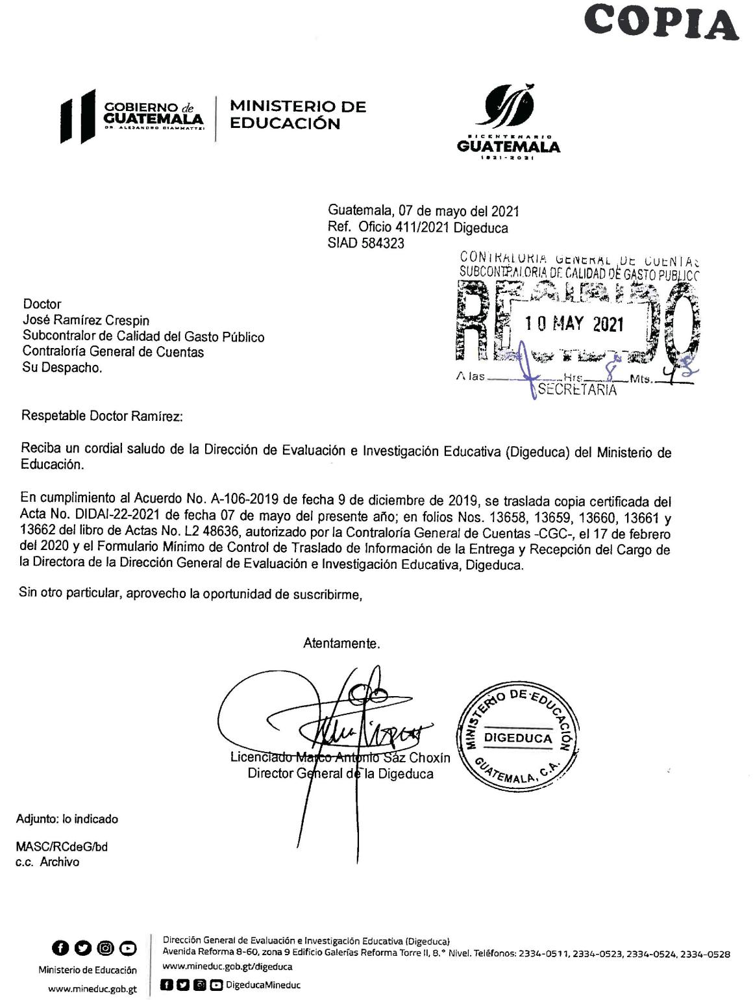 COPIA
GOBIERNO de
GUATEMALA
DR. ALEJANDRO GIAMMATTEI
MINISTERIO DE
EDUCACIÓN
BICENTENARIO
GUATEMALA
1821-2021
Guatemala, 07 de mayo del 2021
Ref. Oficio 411/2021 Digeduca
SIAD 584323
CONTRALORIA GENERAL DE CUENTAS
SUBCONTRALORIA DE CALIDAD DE GASTO PUBLICO
RECIBIDO
10 MAY 2021
A las Hrs. 8 Mts. 45
SECRETARIA
Doctor
José Ramírez Crespin
Subcontralor de Calidad del Gasto Público
Contraloría General de Cuentas
Su Despacho.
Respetable Doctor Ramírez:
Reciba un cordial saludo de la Dirección de Evaluación e Investigación Educativa (Digeduca) del Ministerio de
Educación.
En cumplimiento al Acuerdo No. A-106-2019 de fecha 9 de diciembre de 2019, se traslada copia certificada del
Acta No. DIDAI-22-2021 de fecha 07 de mayo del presente año; en folios Nos. 13658, 13659, 13660, 13661 y
13662 del libro de Actas No. L2 48636, autorizado por la Contraloría General de Cuentas -CGC-, el 17 de febrero
del 2020 y el Formulario Mínimo de Control de Traslado de Información de la Entrega y Recepción del Cargo de
la Directora de la Dirección General de Evaluación e Investigación Educativa, Digeduca.
Sin otro particular, aprovecho la oportunidad de suscribirme,
Atentamente.
Licenciado Marco Antonio Sáz Choxín
Director General de la Digeduca
MINISTERIO DE EDUCACIÓN
DIGEDUCA
GUATEMALA, C.A.
Adjunto: lo indicado
MASC/RCdeG/bd
c.c. Archivo
Ministerio de Educación
www.mineduc.gob.gt
Dirección General de Evaluación e Investigación Educativa (Digeduca)
Avenida Reforma 8-60, zona 9 Edificio Galerías Reforma Torre II, 8.° Nivel. Teléfonos: 2334-0511, 2334-0523, 2334-0524, 2334-0528
www.mineduc.gob.gt/digeduca
DigeducaMineduc